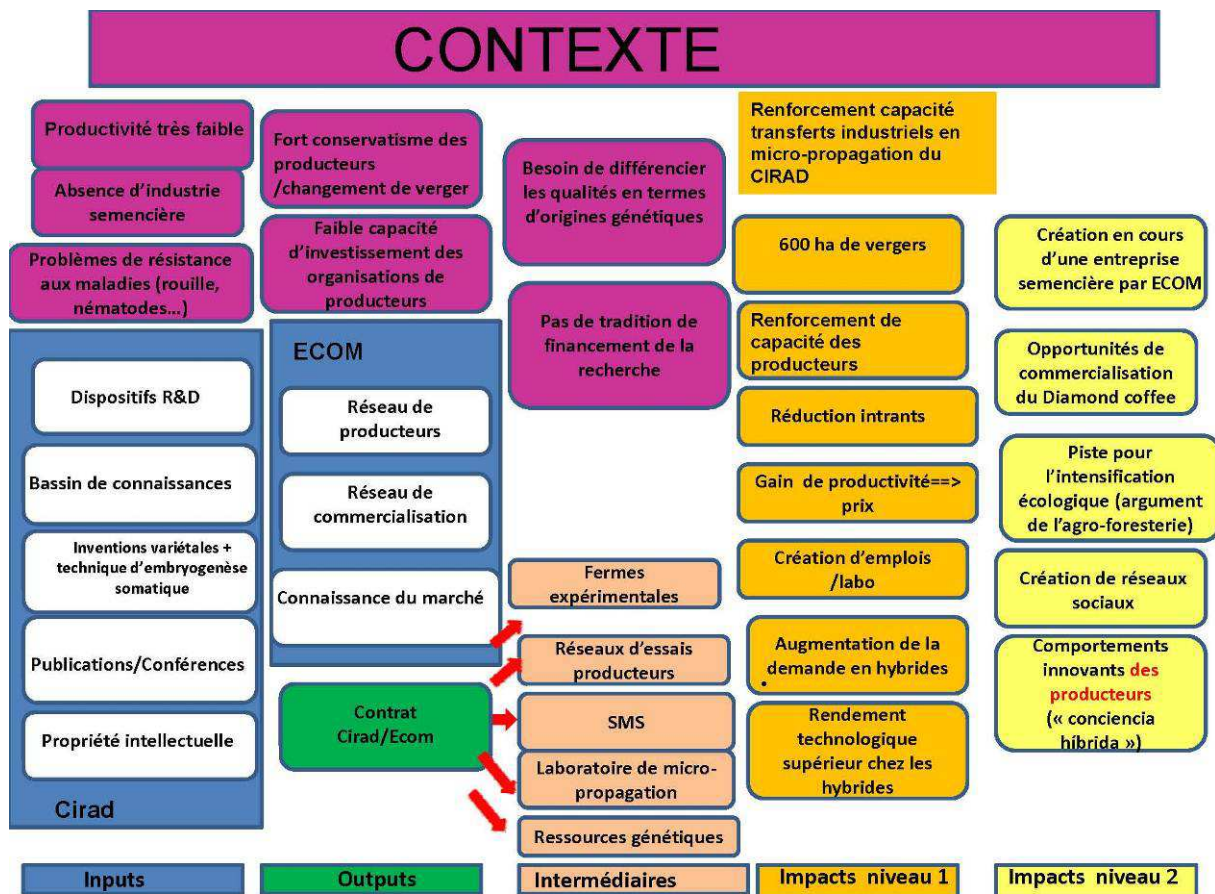 CONTEXTE
Productivité très faible
Absence d'industrie
semencière
Problèmes de résistance
aux maladies (rouille,
nématodes...)
Fort conservatisme des
producteurs
/changement de verger
Faible capacité
d'investissement des
organisations de
producteurs
Besoin de différencier
les qualités en termes
d'origines génétiques
Pas de tradition de
financement de la
recherche
Dispositifs R&D
Bassin de connaissances
Inventions variétales +
technique d'embryogenèse
somatique
Publications/Conférences
Propriété intellectuelle
Cirad
ECOM
Réseau de
producteurs
Réseau de
commercialisation
Connaissance du marché
Contrat
Cirad/Ecom
Fermes
expérimentales
Réseaux d'essais
producteurs
SMS
Laboratoire de micro-
propagation
Ressources génétiques
Renforcement capacité
transferts industriels en
micro-propagation du
CIRAD
600 ha de vergers
Renforcement de
capacité des
producteurs
Réduction intrants
Gain de productivité==>
prix
Création d'emplois
/labo
Augmentation de la
demande en hybrides
Rendement
technologique
supérieur chez les
hybrides
Création en cours
d'une entreprise
semencière par ECOM
Opportunités de
commercialisation
du Diamond coffee
Piste pour
l'intensification
écologique (argument
de l'agro-foresterie)
Création de réseaux
sociaux
Comportements
innovants des
producteurs
(« conciencia
híbrida »)
Inputs
Outputs
Intermédiaires
Impacts niveau 1
Impacts niveau 2